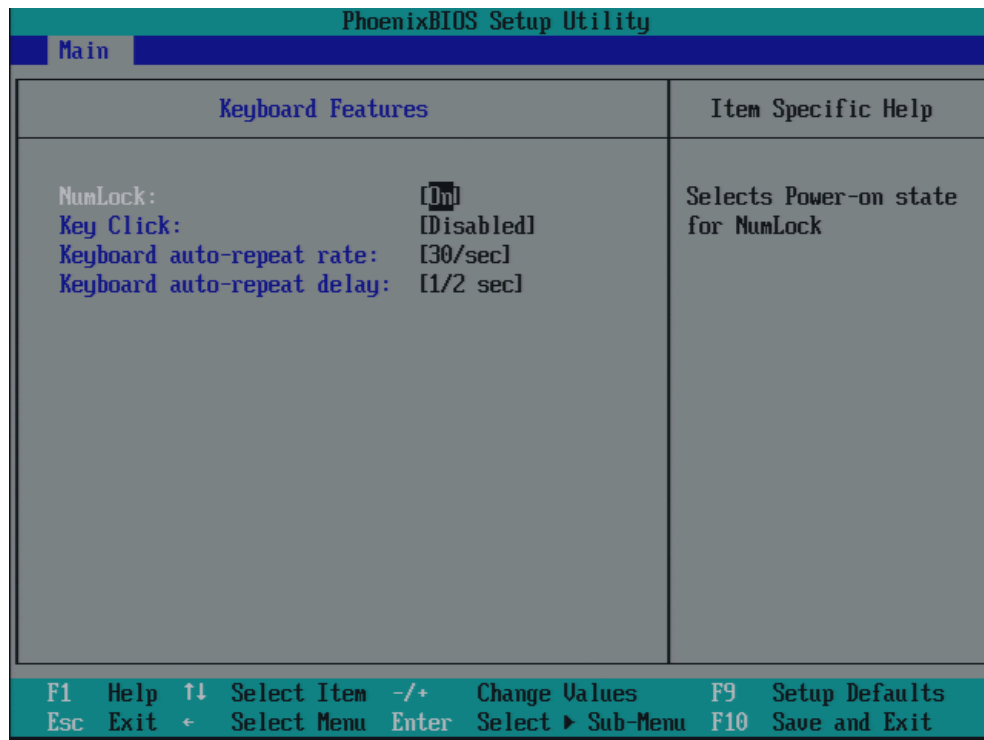 PhoenixBIOS Setup Utility
Main
Keyboard Features
Item Specific Help
NumLock: [On]
Key Click: [Disabled]
Keyboard auto-repeat rate: [30/sec]
Keyboard auto-repeat delay: [1/2 sec]
Selects Power-on state
for NumLock
F1 Help ↑↓ Select Item -/+ Change Values F9 Setup Defaults
Esc Exit ← Select Menu Enter Select ▶ Sub-Menu F10 Save and Exit